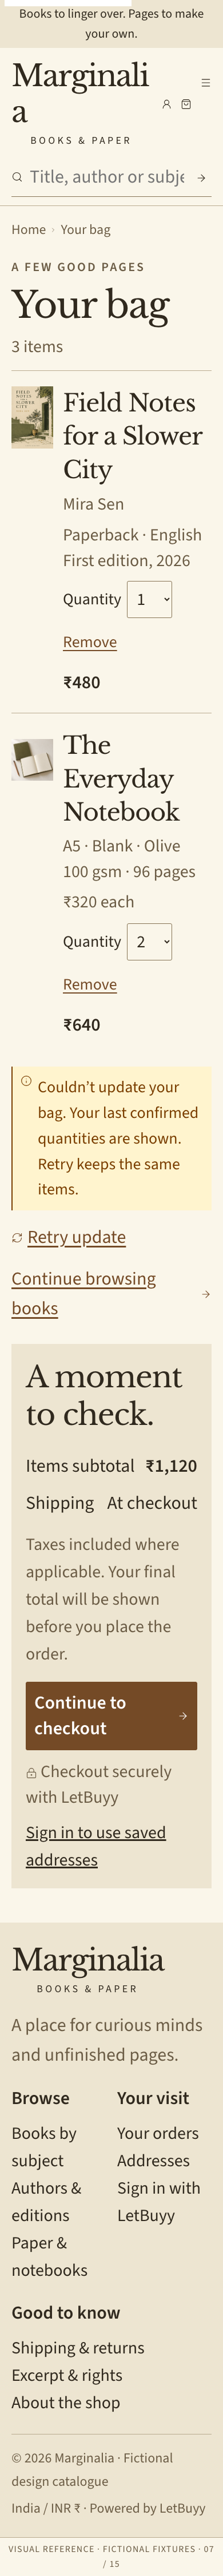 Books to linger over. Pages to make
your own.
Marginali
a
BOOKS & PAPER
Title, author or subje
Home › Your bag
A FEW GOOD PAGES
Your bag
3 items
Field Notes
for a Slower
City
Mira Sen
Paperback · English
First edition, 2026
Quantity 1
Remove
₹480
The
Everyday
Notebook
A5 · Blank · Olive
100 gsm · 96 pages
₹320 each
Quantity 2
Remove
₹640
Couldn’t update your
bag. Your last confirmed
quantities are shown.
Retry keeps the same
items.
Retry update
Continue browsing
books
A moment
to check.
Items subtotal ₹1,120
Shipping At checkout
Taxes included where
applicable. Your final
total will be shown
before you place the
order.
Continue to
checkout
Checkout securely
with LetBuyy
Sign in to use saved
addresses
Marginalia
BOOKS & PAPER
A place for curious minds
and unfinished pages.
Browse
Books by
subject
Authors &
editions
Paper &
notebooks
Your visit
Your orders
Addresses
Sign in with
LetBuyy
Good to know
Shipping & returns
Excerpt & rights
About the shop
© 2026 Marginalia · Fictional
design catalogue
India / INR ₹ · Powered by LetBuyy
VISUAL REFERENCE · FICTIONAL FIXTURES · 07
/ 15